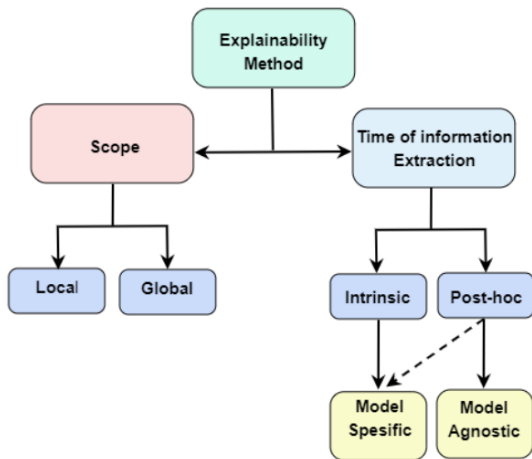 Explainability
Method
Scope
Time of information
Extraction
Local
Global
Intrinsic
Post-hoc
Model
Spesific
Model
Agnostic